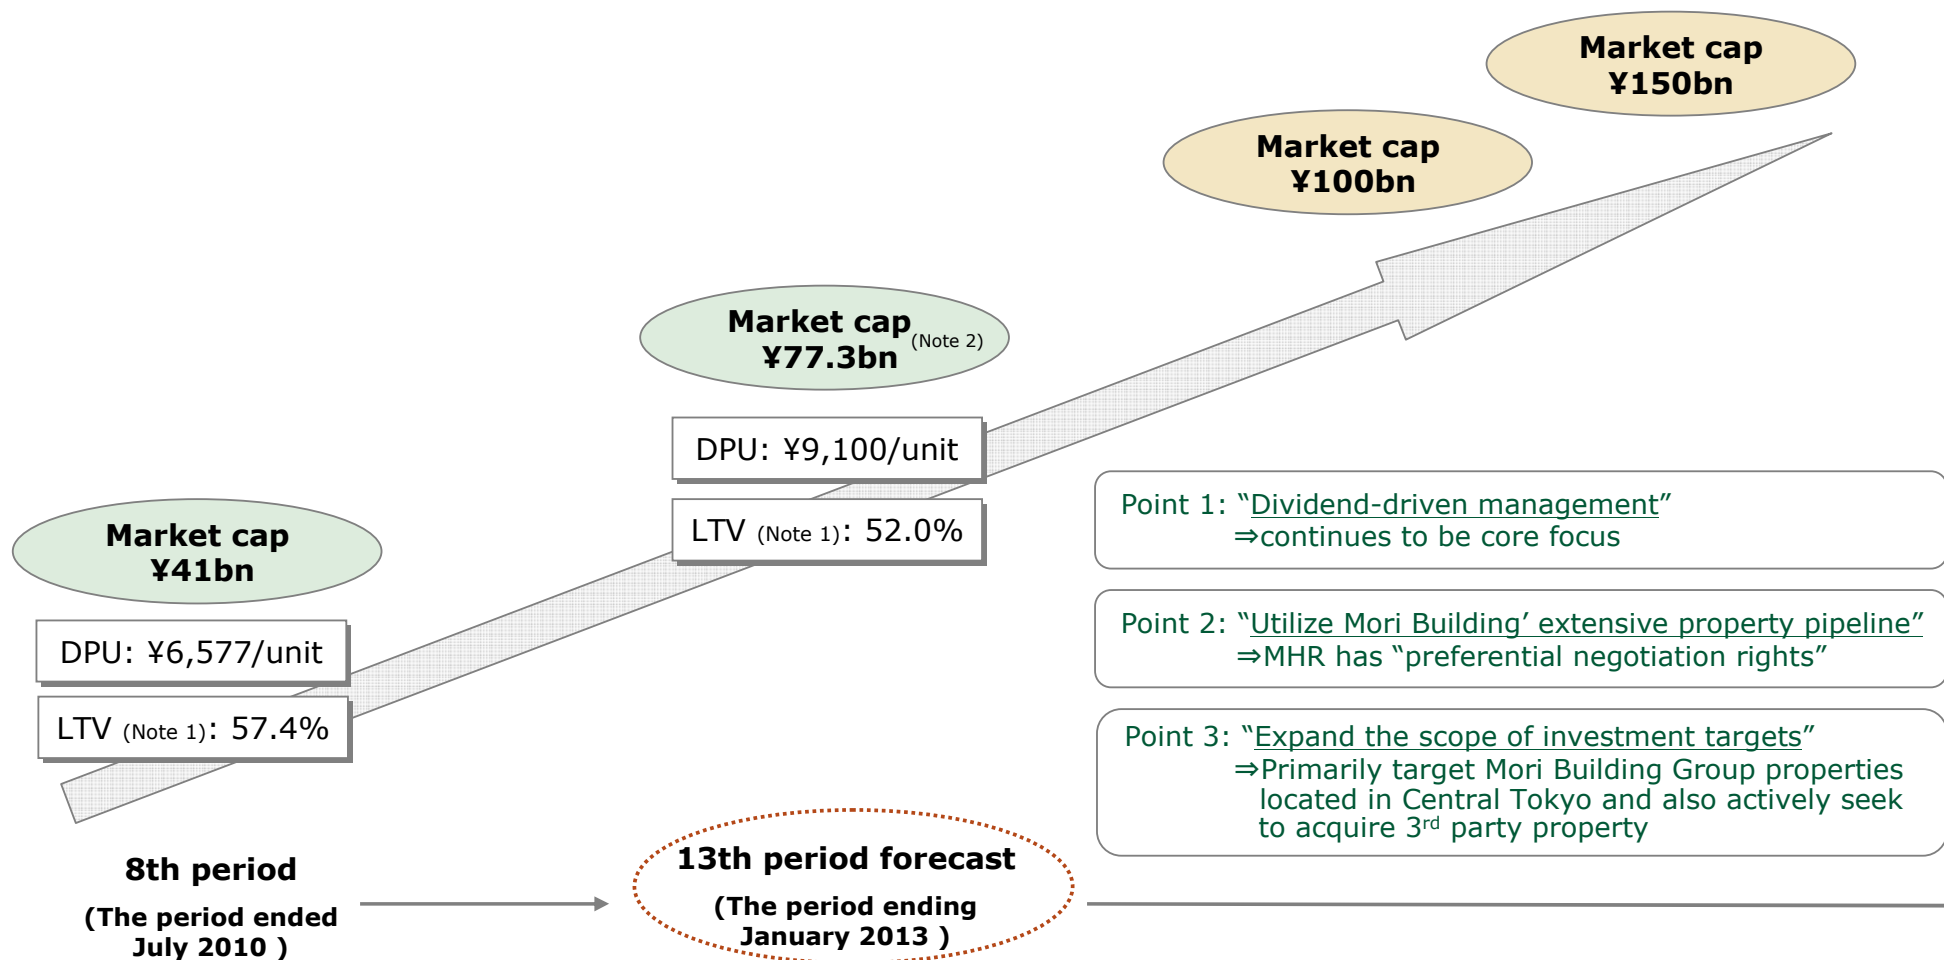 Market cap
¥150bn
Market cap
¥100bn
Market cap
¥77.3bn (Note 2)
DPU: ¥9,100/unit
LTV (Note 1): 52.0%
Market cap
¥41bn
DPU: ¥6,577/unit
LTV (Note 1): 57.4%
Point 1: “Dividend-driven management”
⇒continues to be core focus
Point 2: “Utilize Mori Building’ extensive property pipeline”
⇒MHR has “preferential negotiation rights”
Point 3: “Expand the scope of investment targets”
⇒Primarily target Mori Building Group properties
located in Central Tokyo and also actively seek
to acquire 3rd party property
8th period
(The period ended
July 2010 )
13th period forecast
(The period ending
January 2013 )